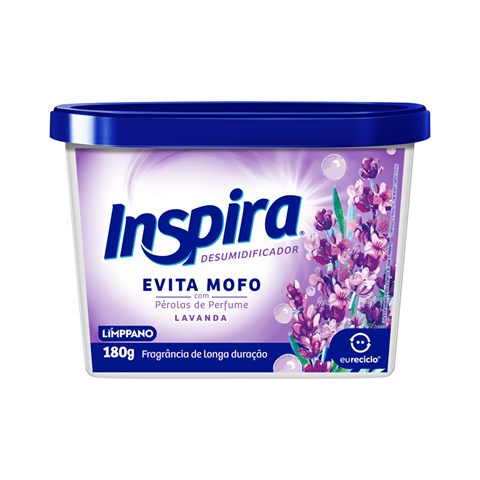 Inspira®
DESUMIDIFICADOR
EVITA MOFO
com
Pérolas de Perfume
LAVANDA
LIMPPANO
180g Fragrância de longa duração
eureciclo®